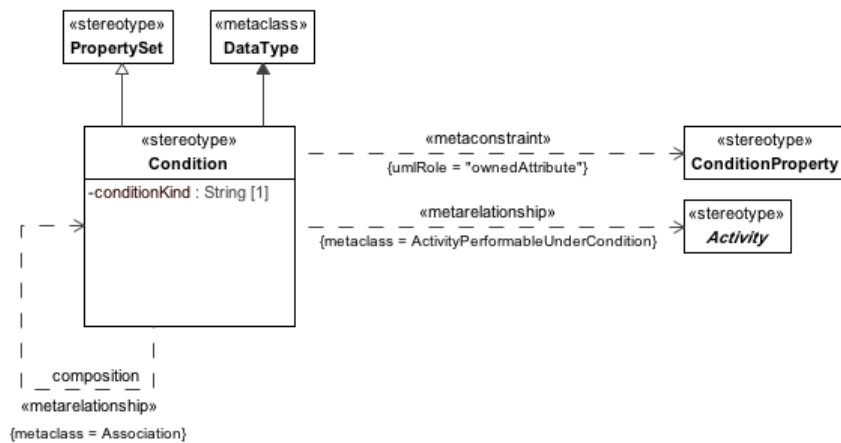 «stereotype»
PropertySet
«metaclass»
DataType
«stereotype»
Condition
-conditionKind : String [1]
«metaconstraint»
{umlRole = "ownedAttribute"}
«stereotype»
ConditionProperty
«metarelationship»
{metaclass = ActivityPerformableUnderCondition}
«stereotype»
Activity
composition
«metarelationship»
{metaclass = Association}